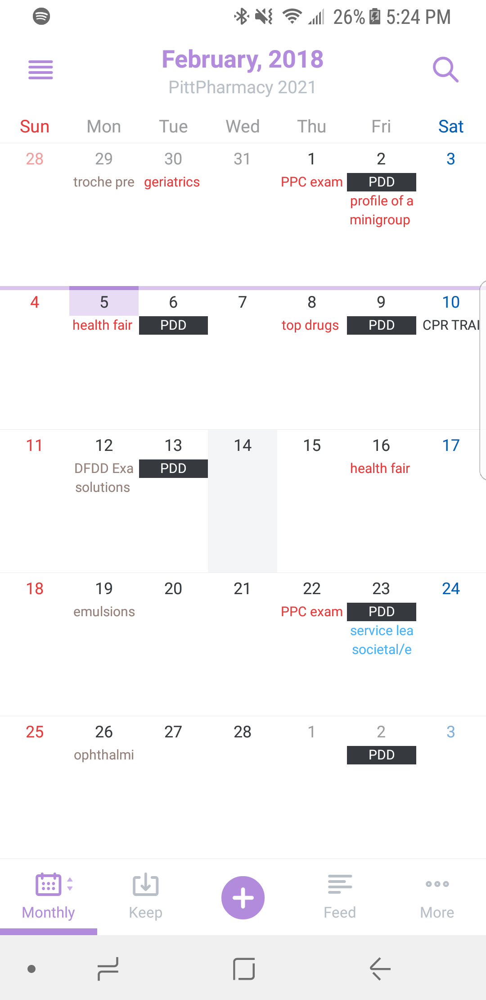 26% 5:24 PM
February, 2018
PittPharmacy 2021
Sun Mon Tue Wed Thu Fri Sat
28 29 30 31 1 2 3
troche pre geriatrics PPC exam PDD
profile of a
minigroup
4 5 6 7 8 9 10
health fair PDD top drugs PDD CPR TRAI
11 12 13 14 15 16 17
DFDD Exa PDD health fair
solutions
18 19 20 21 22 23 24
emulsions PPC exam PDD
service lea
societal/e
25 26 27 28 1 2 3
ophthalmi PDD
Monthly Keep Feed More